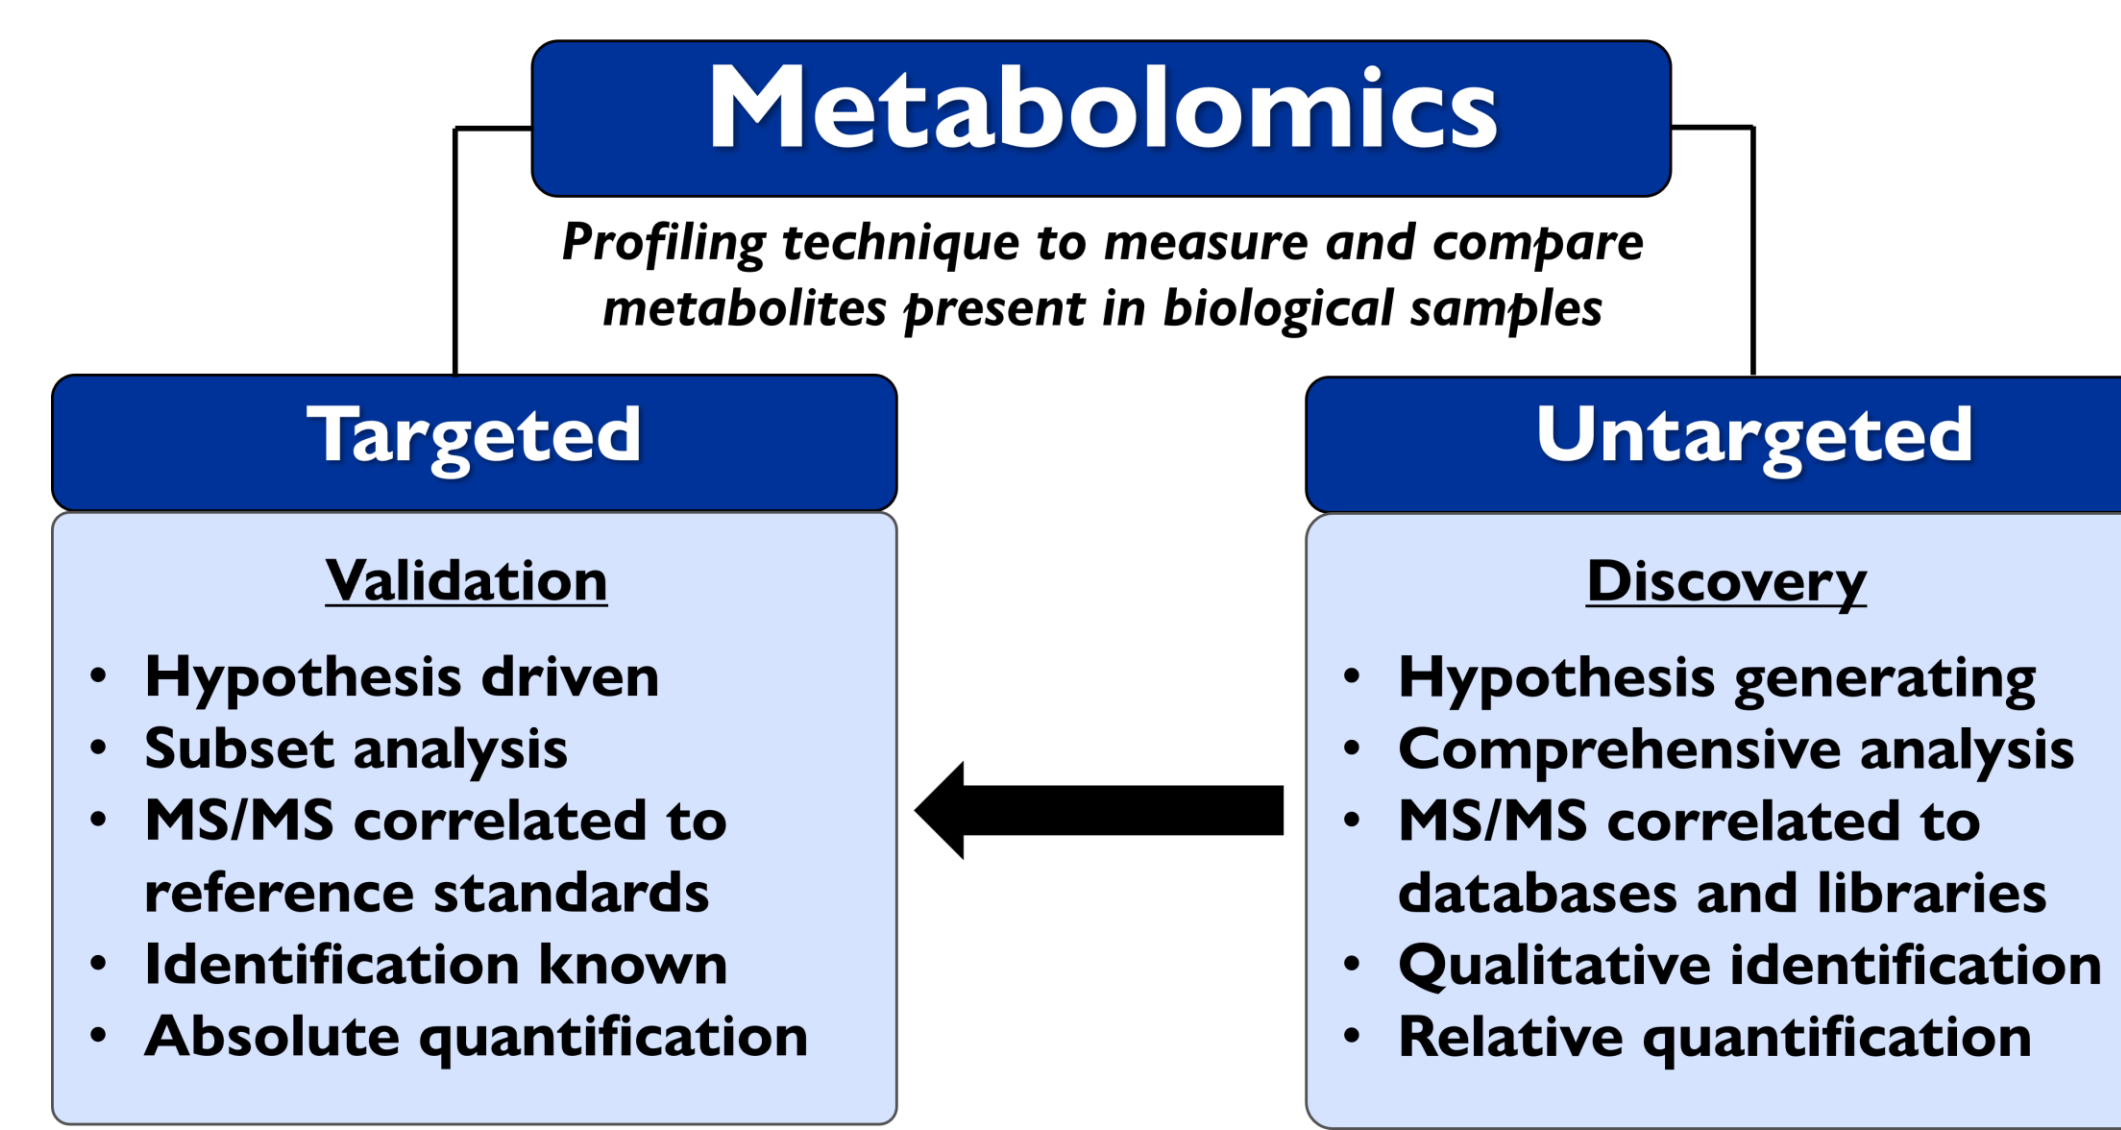 Metabolomics
Profiling technique to measure and compare
metabolites present in biological samples
Targeted
Validation
• Hypothesis driven
• Subset analysis
• MS/MS correlated to
reference standards
• Identification known
• Absolute quantification
Untargeted
Discovery
• Hypothesis generating
• Comprehensive analysis
• MS/MS correlated to
databases and libraries
• Qualitative identification
• Relative quantification